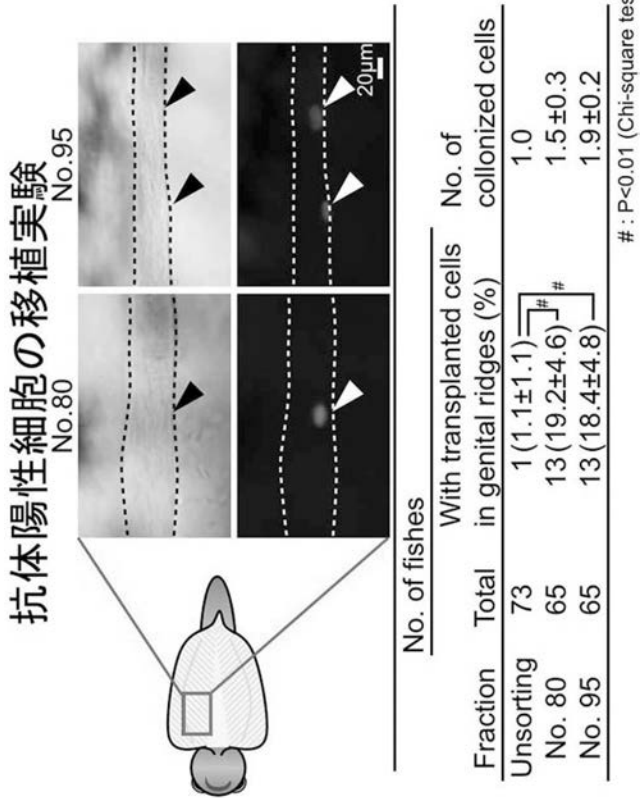 抗体陽性細胞の移植実験
No.80
No.95
20μm
No. of fishes
Fraction Total With transplanted cells in genital ridges (%) No. of collonized cells
Unsorting 73 1 (1.1±1.1) 1.0
No. 80 65 13 (19.2±4.6) 1.5±0.3
No. 95 65 13 (18.4±4.8) 1.9±0.2
#
#
# : P<0.01 (Chi-square tes